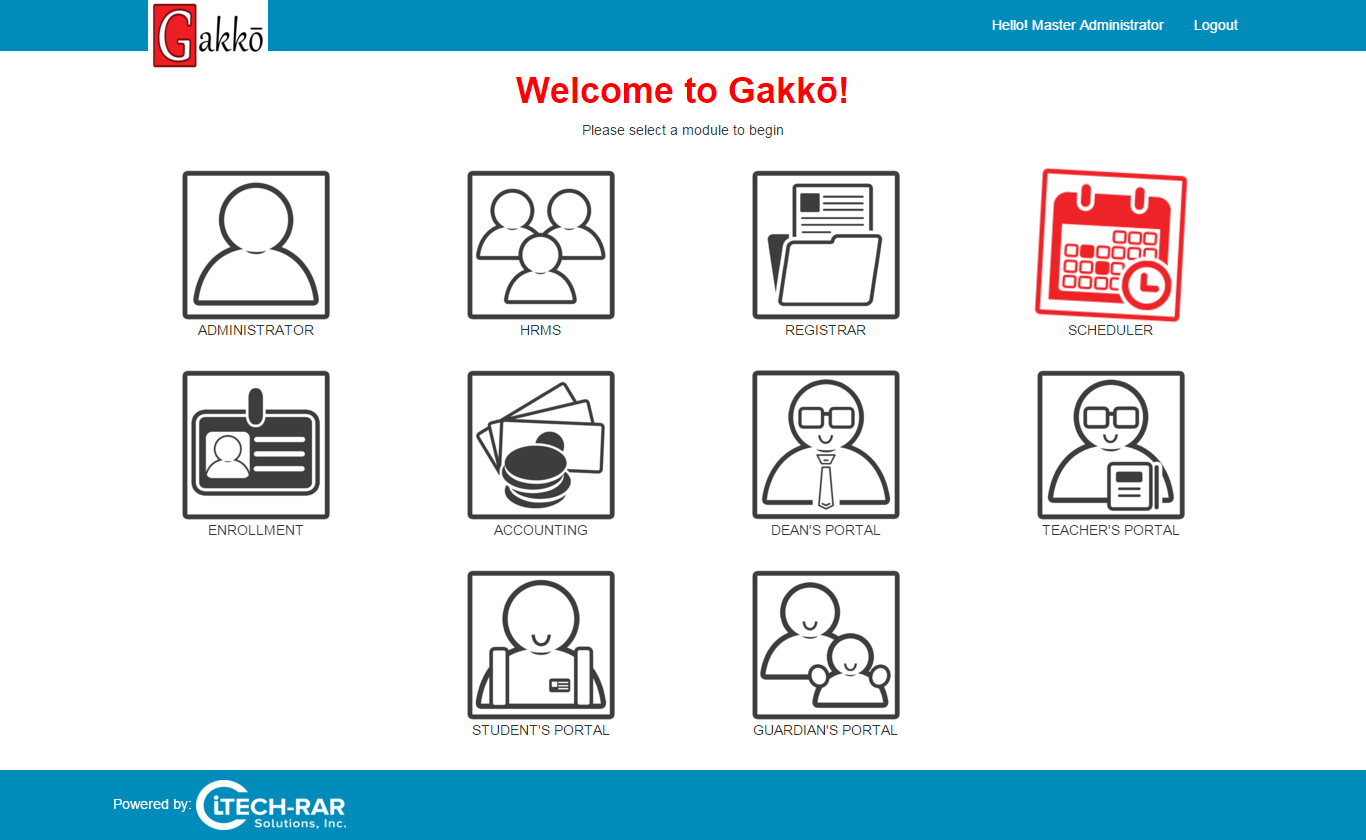 Gakkō
Hello! Master Administrator
Logout
Welcome to Gakkō!
Please select a module to begin
ADMINISTRATOR
HRMS
REGISTRAR
SCHEDULER
ENROLLMENT
ACCOUNTING
DEAN'S PORTAL
TEACHER'S PORTAL
STUDENT'S PORTAL
GUARDIAN'S PORTAL
Powered by:
iTECH-RAR
Solutions, Inc.